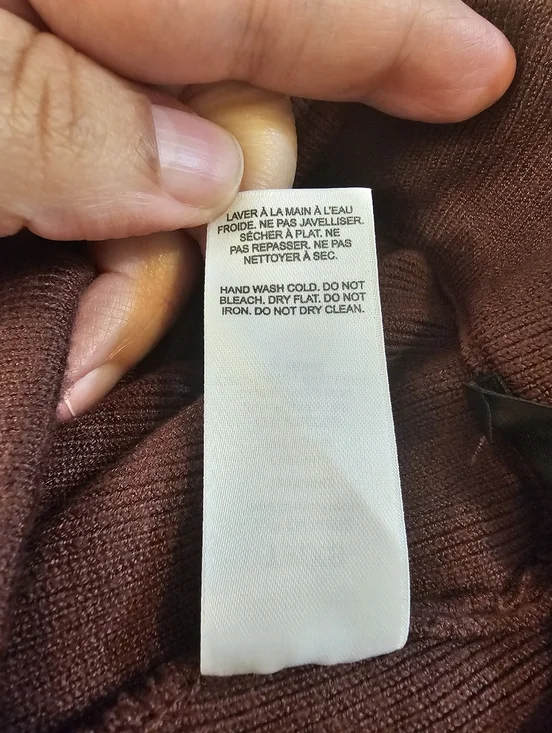 LAVER À LA MAIN À L'EAU
FROIDE. NE PAS JAVELLISER.
SÉCHER À PLAT. NE
PAS REPASSER. NE PAS
NETTOYER À SEC.
HAND WASH COLD. DO NOT
BLEACH. DRY FLAT. DO NOT
IRON. DO NOT DRY CLEAN.